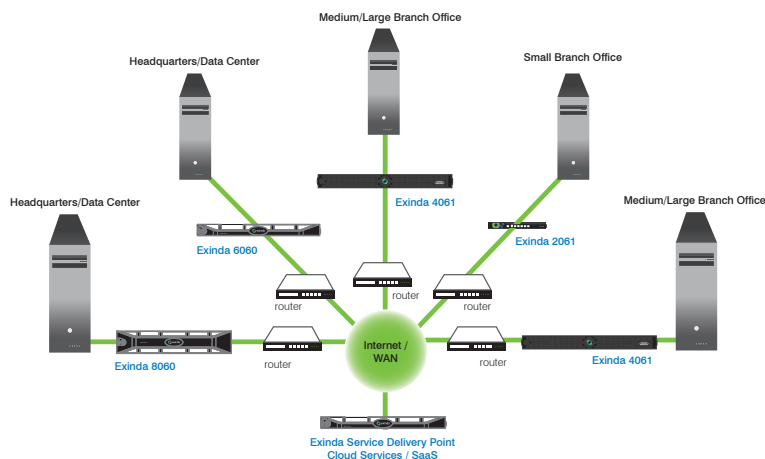 Medium/Large Branch Office
Headquarters/Data Center
Small Branch Office
Headquarters/Data Center
Exinda 4061
Medium/Large Branch Office
Exinda 6060
Exinda 2061
router
router
router
Internet /
WAN
Exinda 8060
router
router
Exinda 4061
Exinda Service Delivery Point
Cloud Services / SaaS